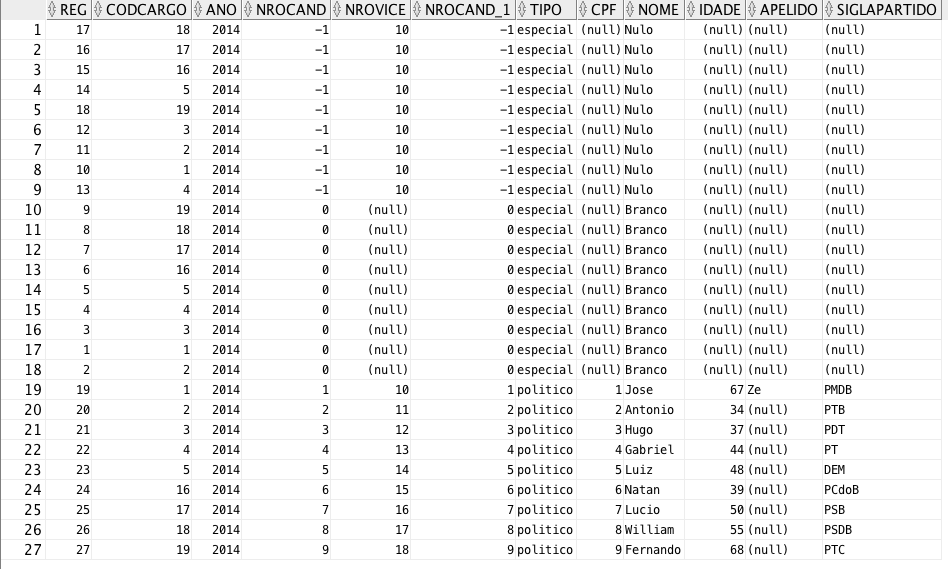 REG CODCARGO ANO NROCAND NROVICE NROCAND_1 TIPO CPF NOME IDADE APELIDO SIGLAPARTIDO
1 17 18 2014 -1 10 -1 especial (null) Nulo (null) (null) (null)
2 16 17 2014 -1 10 -1 especial (null) Nulo (null) (null) (null)
3 15 16 2014 -1 10 -1 especial (null) Nulo (null) (null) (null)
4 14 5 2014 -1 10 -1 especial (null) Nulo (null) (null) (null)
5 18 19 2014 -1 10 -1 especial (null) Nulo (null) (null) (null)
6 12 3 2014 -1 10 -1 especial (null) Nulo (null) (null) (null)
7 11 2 2014 -1 10 -1 especial (null) Nulo (null) (null) (null)
8 10 1 2014 -1 10 -1 especial (null) Nulo (null) (null) (null)
9 13 4 2014 -1 10 -1 especial (null) Nulo (null) (null) (null)
10 9 19 2014 0 (null) 0 especial (null) Branco (null) (null) (null)
11 8 18 2014 0 (null) 0 especial (null) Branco (null) (null) (null)
12 7 17 2014 0 (null) 0 especial (null) Branco (null) (null) (null)
13 6 16 2014 0 (null) 0 especial (null) Branco (null) (null) (null)
14 5 5 2014 0 (null) 0 especial (null) Branco (null) (null) (null)
15 4 4 2014 0 (null) 0 especial (null) Branco (null) (null) (null)
16 3 3 2014 0 (null) 0 especial (null) Branco (null) (null) (null)
17 1 1 2014 0 (null) 0 especial (null) Branco (null) (null) (null)
18 2 2 2014 0 (null) 0 especial (null) Branco (null) (null) (null)
19 19 1 2014 1 10 1 politico 1 Jose 67 Ze PMDB
20 20 2 2014 2 11 2 politico 2 Antonio 34 (null) PTB
21 21 3 2014 3 12 3 politico 3 Hugo 37 (null) PDT
22 22 4 2014 4 13 4 politico 4 Gabriel 44 (null) PT
23 23 5 2014 5 14 5 politico 5 Luiz 48 (null) DEM
24 24 16 2014 6 15 6 politico 6 Natan 39 (null) PCdoB
25 25 17 2014 7 16 7 politico 7 Lucio 50 (null) PSB
26 26 18 2014 8 17 8 politico 8 William 55 (null) PSDB
27 27 19 2014 9 18 9 politico 9 Fernando 68 (null) PTC